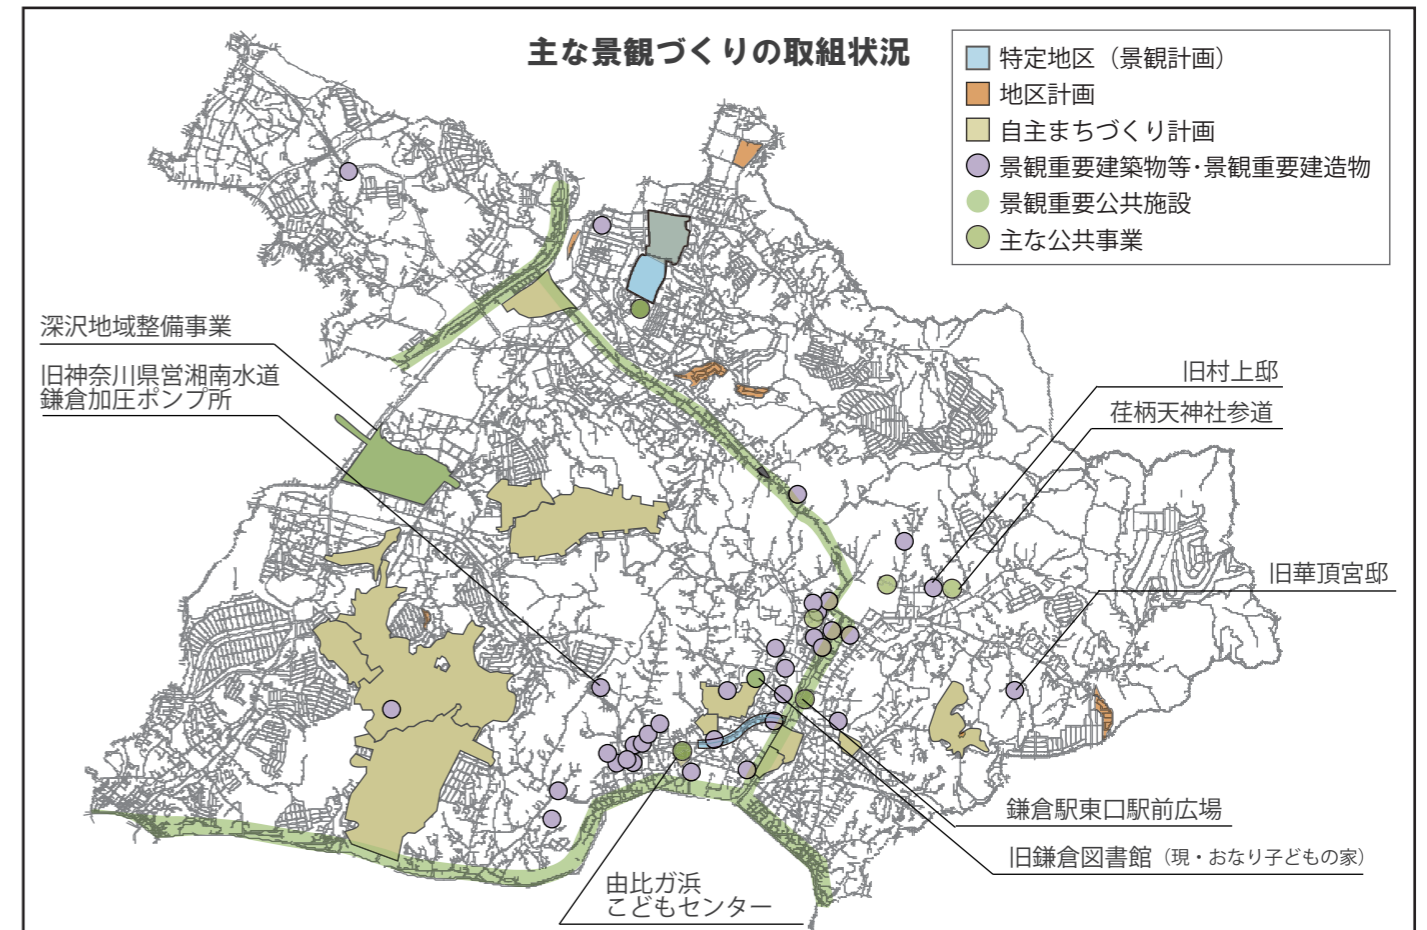 主な景観づくりの取組状況
特定地区（景観計画）
地区計画
自主まちづくり計画
景観重要建築物等・景観重要建造物
景観重要公共施設
主な公共事業
深沢地域整備事業
旧神奈川県営湘南水道
鎌倉加圧ポンプ所
旧村上邸
荏柄天神社参道
旧華頂宮邸
鎌倉駅東口駅前広場
旧鎌倉図書館（現・おなり子どもの家）
由比ガ浜
こどもセンター